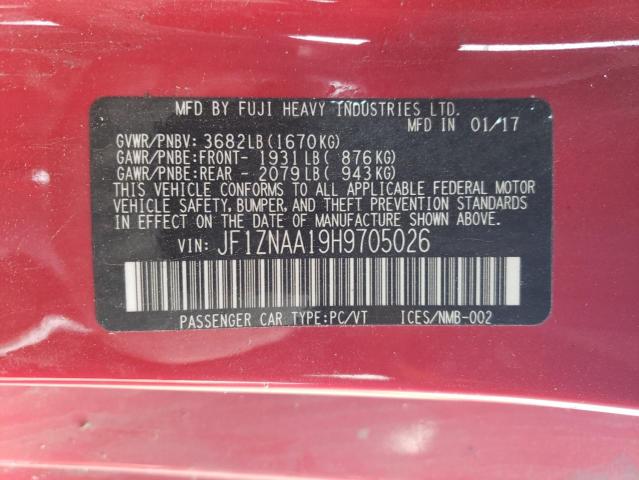 MFD BY FUJI HEAVY INDUSTRIES LTD.
MFD IN 01/17
GVWR/PNBV: 3682LB(1670KG)
GAWR/PNBE:FRONT- 1931LB( 876KG)
GAWR/PNBE:REAR - 2079LB( 943KG)
THIS VEHICLE CONFORMS TO ALL APPLICABLE FEDERAL MOTOR
VEHICLE SAFETY, BUMPER, AND THEFT PREVENTION STANDARDS
IN EFFECT ON THE DATE OF MANUFACTURE SHOWN ABOVE.
VIN: JF1ZNAA19H9705026
PASSENGER CAR TYPE:PC/VT ICES/NMB-002